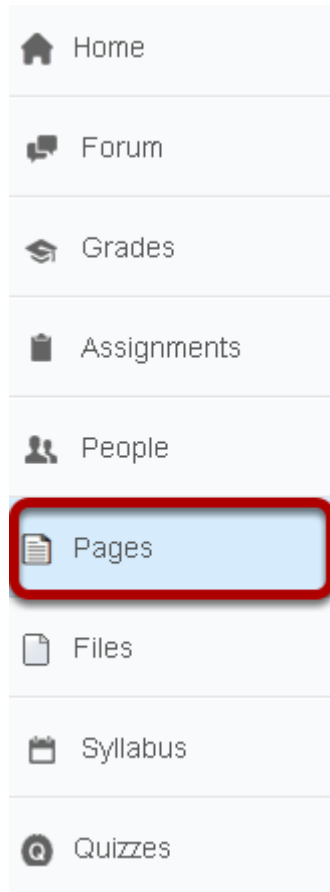 Home
Forum
Grades
Assignments
People
Pages
Files
Syllabus
Quizzes